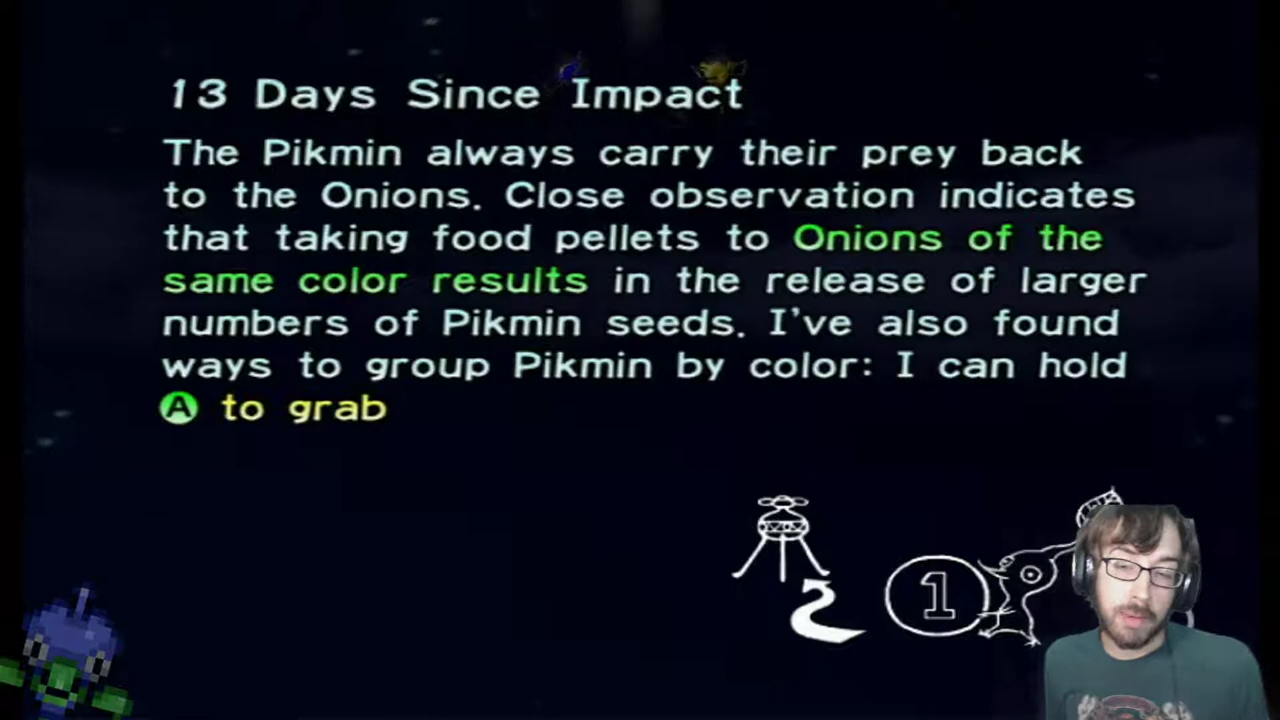 13 Days Since Impact
The Pikmin always carry their prey back
to the Onions. Close observation indicates
that taking food pellets to Onions of the
same color results in the release of larger
numbers of Pikmin seeds. I've also found
ways to group Pikmin by color: I can hold
A to grab
1